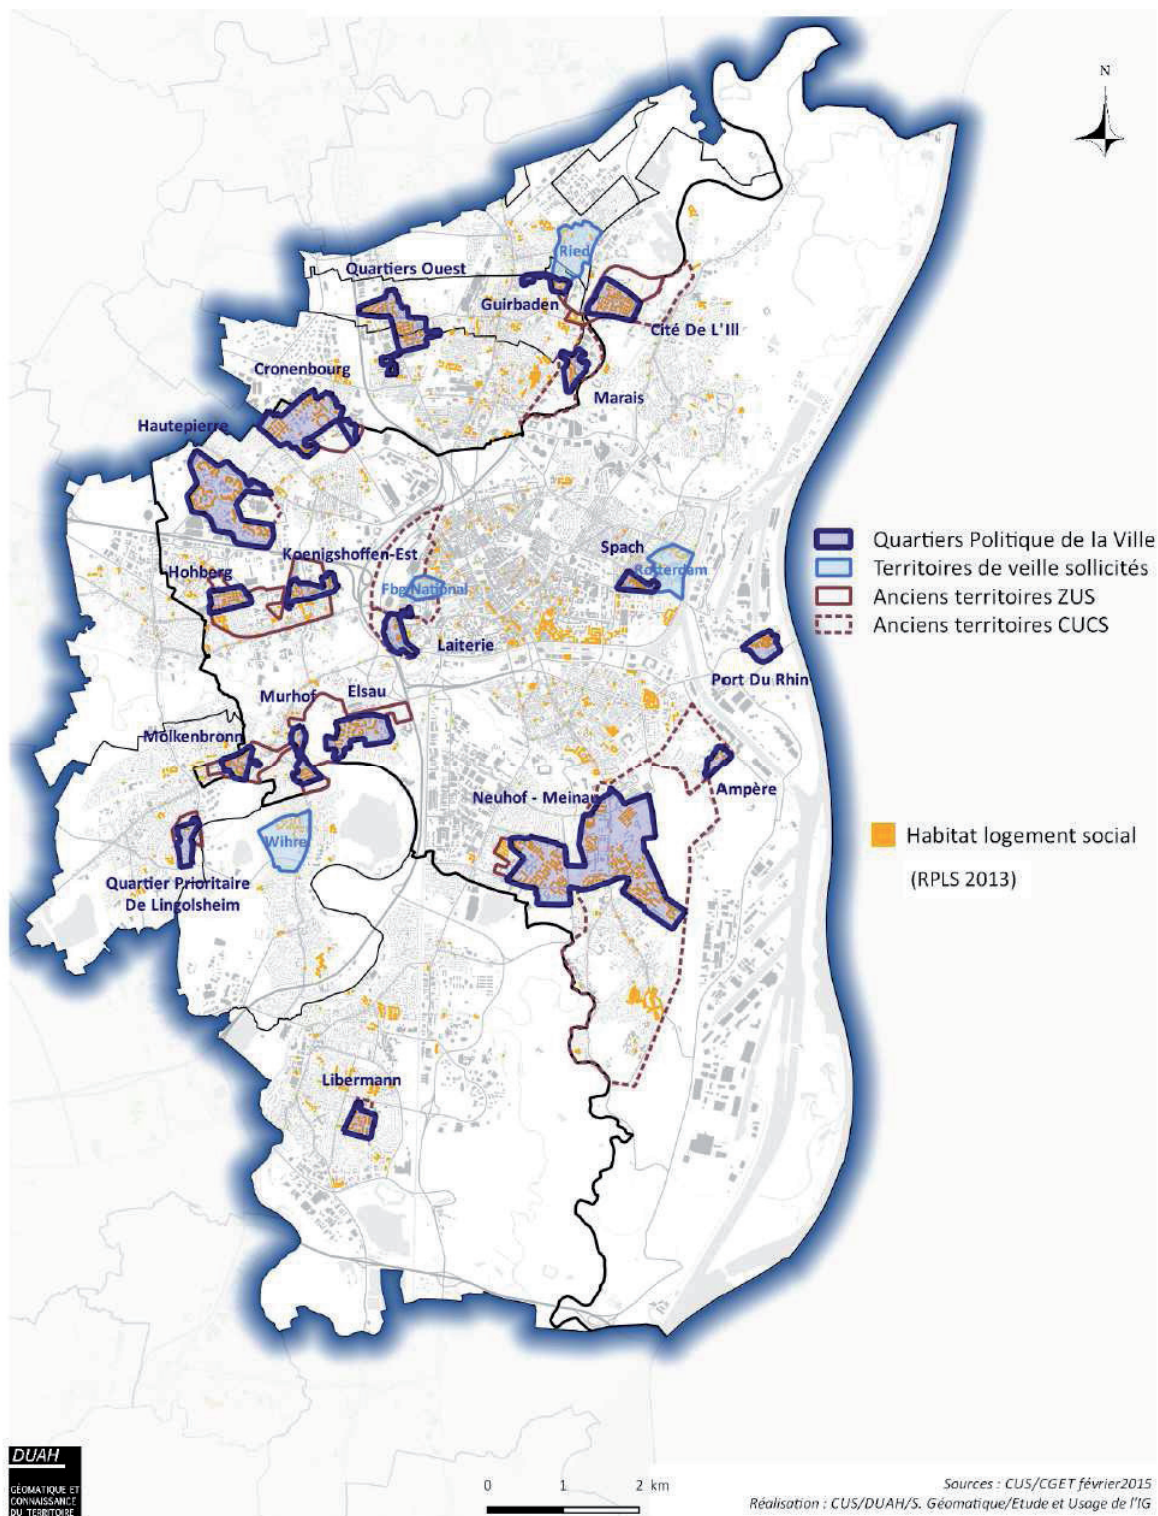 N
Ried
Quartiers Ouest
Guirbaden
Cité De L'Ill
Cronenbourg
Marais
Hautepierre
Quartiers Politique de la Ville
Territoires de veille sollicités
Anciens territoires ZUS
Anciens territoires CUCS
Spach
Rotterdam
Koenigshoffen-Est
Hohberg
Fbg National
Laiterie
Port Du Rhin
Murhof
Elsau
Molkenbronn
Ampère
Neuhof - Meinau
Habitat logement social
(RPLS 2013)
Wihrel
Quartier Prioritaire
De Lingolsheim
Libermann
DUAH
GÉOMATIQUE ET
CONNAISSANCE
DU TERRITOIRE
0 1 2 km
Sources : CUS/CGET février2015
Réalisation : CUS/DUAH/S. Géomatique/Etude et Usage de l'IG